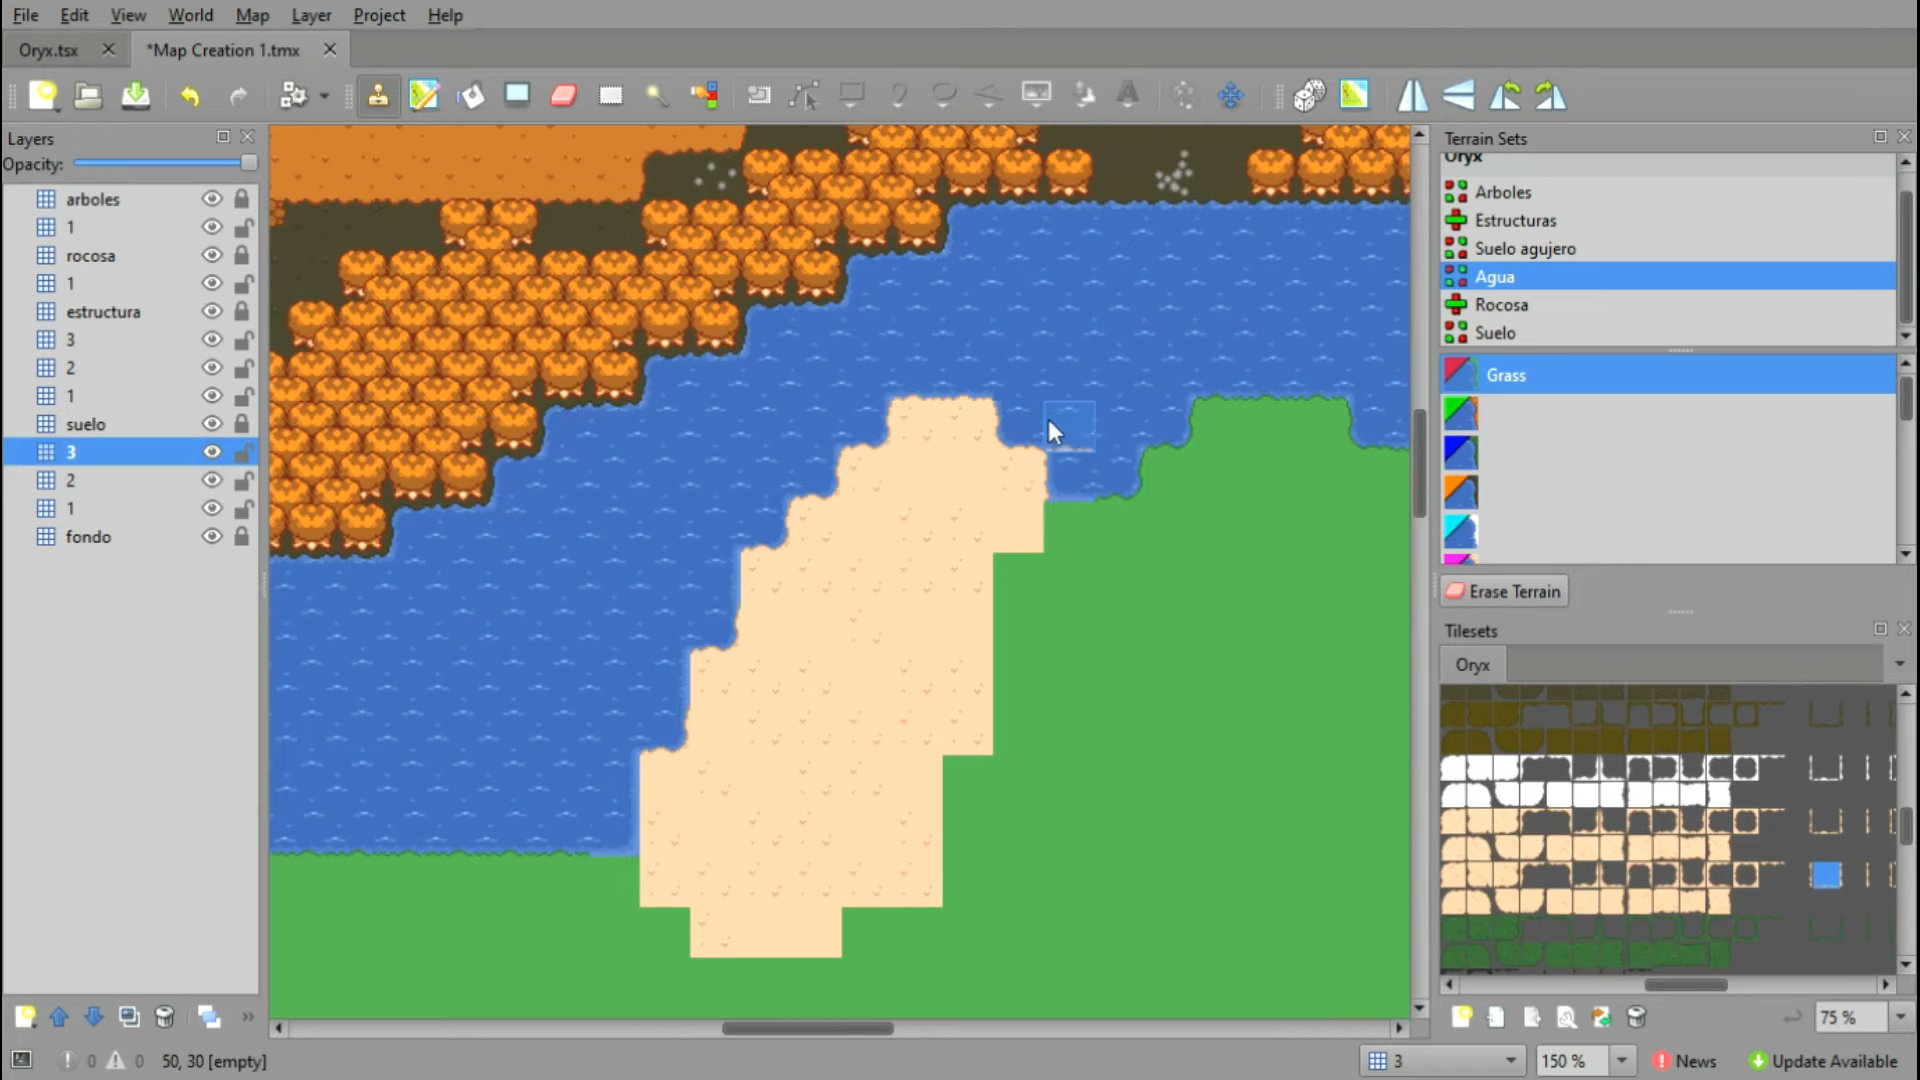 File Edit View World Map Layer Project Help
Oryx.tsx *Map Creation 1.tmx
Layers
Opacity:
arboles
1
rocosa
1
estructura
3
2
1
suelo
3
2
1
fondo
Terrain Sets
Oryx
Arboles
Estructuras
Suelo agujero
Agua
Rocosa
Suelo
Grass
Erase Terrain
Tilesets
Oryx
75 %
0 0 50, 30 [empty] 3 150 % News Update Available